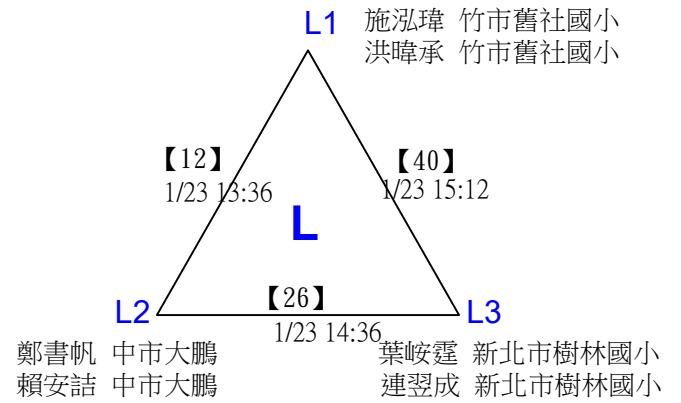 L1
施泓瑋 竹市舊社國小
洪暐承 竹市舊社國小
【12】
1/23 13:36
【40】
1/23 15:12
L
L2
【26】
1/23 14:36
L3
鄭書帆 中市大鵬
賴安喆 中市大鵬
葉峖霆 新北市樹林國小
連翌成 新北市樹林國小